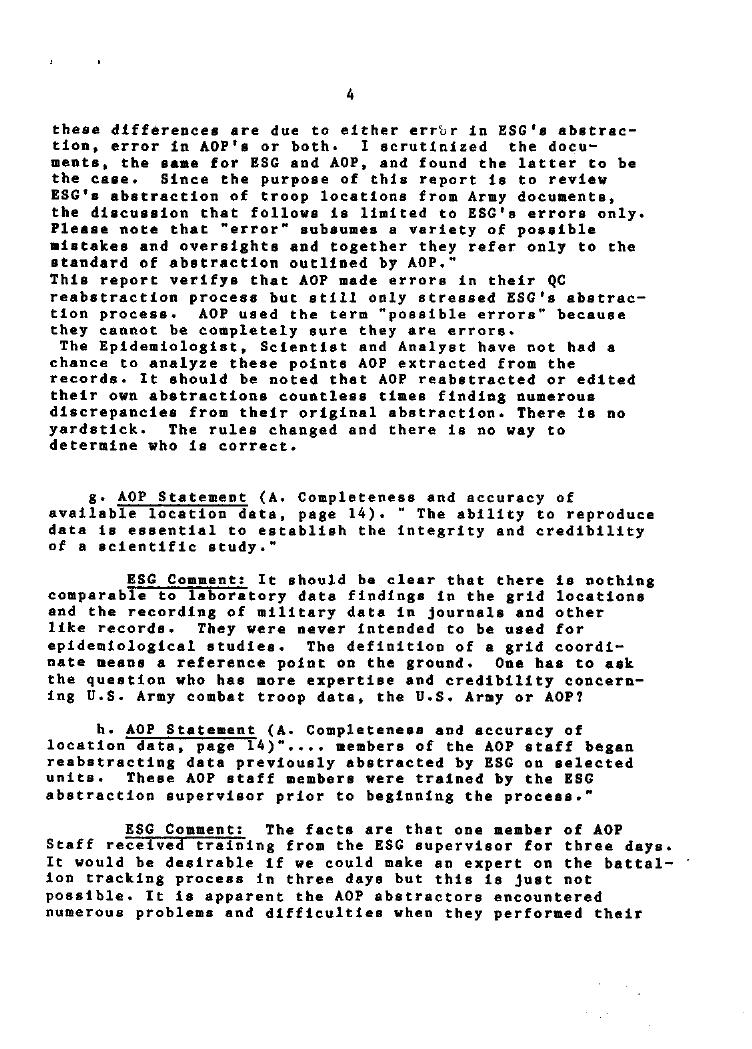 4
these differences are due to either error in ESG's abstrac-
tion, error in AOP's or both. I scrutinized the docu-
ments, the same for ESG and AOP, and found the latter to be
the case. Since the purpose of this report is to review
ESG's abstraction of troop locations from Army documents,
the discussion that follows is limited to ESG's errors only.
Please note that "error" subsumes a variety of possible
mistakes and oversights and together they refer only to the
standard of abstraction outlined by AOP."
This report verifys that AOP made errors in their QC
reabstraction process but still only stressed ESG's abstrac-
tion process. AOP used the term "possible errors" because
they cannot be completely sure they are errors.
The Epidemiologist, Scientist and Analyst have not had a
chance to analyze these points AOP extracted from the
records. It should be noted that AOP reabstracted or edited
their own abstractions countless times finding numerous
discrepancies from their original abstraction. There is no
yardstick. The rules changed and there is no way to
determine who is correct.
g. AOP Statement (A. Completeness and accuracy of
available location data, page 14). " The ability to reproduce
data is essential to establish the integrity and credibility
of a scientific study."
ESG Comment: It should be clear that there is nothing
comparable to laboratory data findings in the grid locations
and the recording of military data in journals and other
like records. They were never intended to be used for
epidemiological studies. The definition of a grid coordi-
nate means a reference point on the ground. One has to ask
the question who has more expertise and credibility concern-
ing U.S. Army combat troop data, the U.S. Army or AOP?
h. AOP Statement (A. Completeness and accuracy of
location data, page 14)".... members of the AOP staff began
reabstracting data previously abstracted by ESG on selected
units. These AOP staff members were trained by the ESG
abstraction supervisor prior to beginning the process."
ESG Comment: The facts are that one member of AOP
Staff received training from the ESG supervisor for three days.
It would be desirable if we could make an expert on the battal-
ion tracking process in three days but this is just not
possible. It is apparent the AOP abstractors encountered
numerous problems and difficulties when they performed their